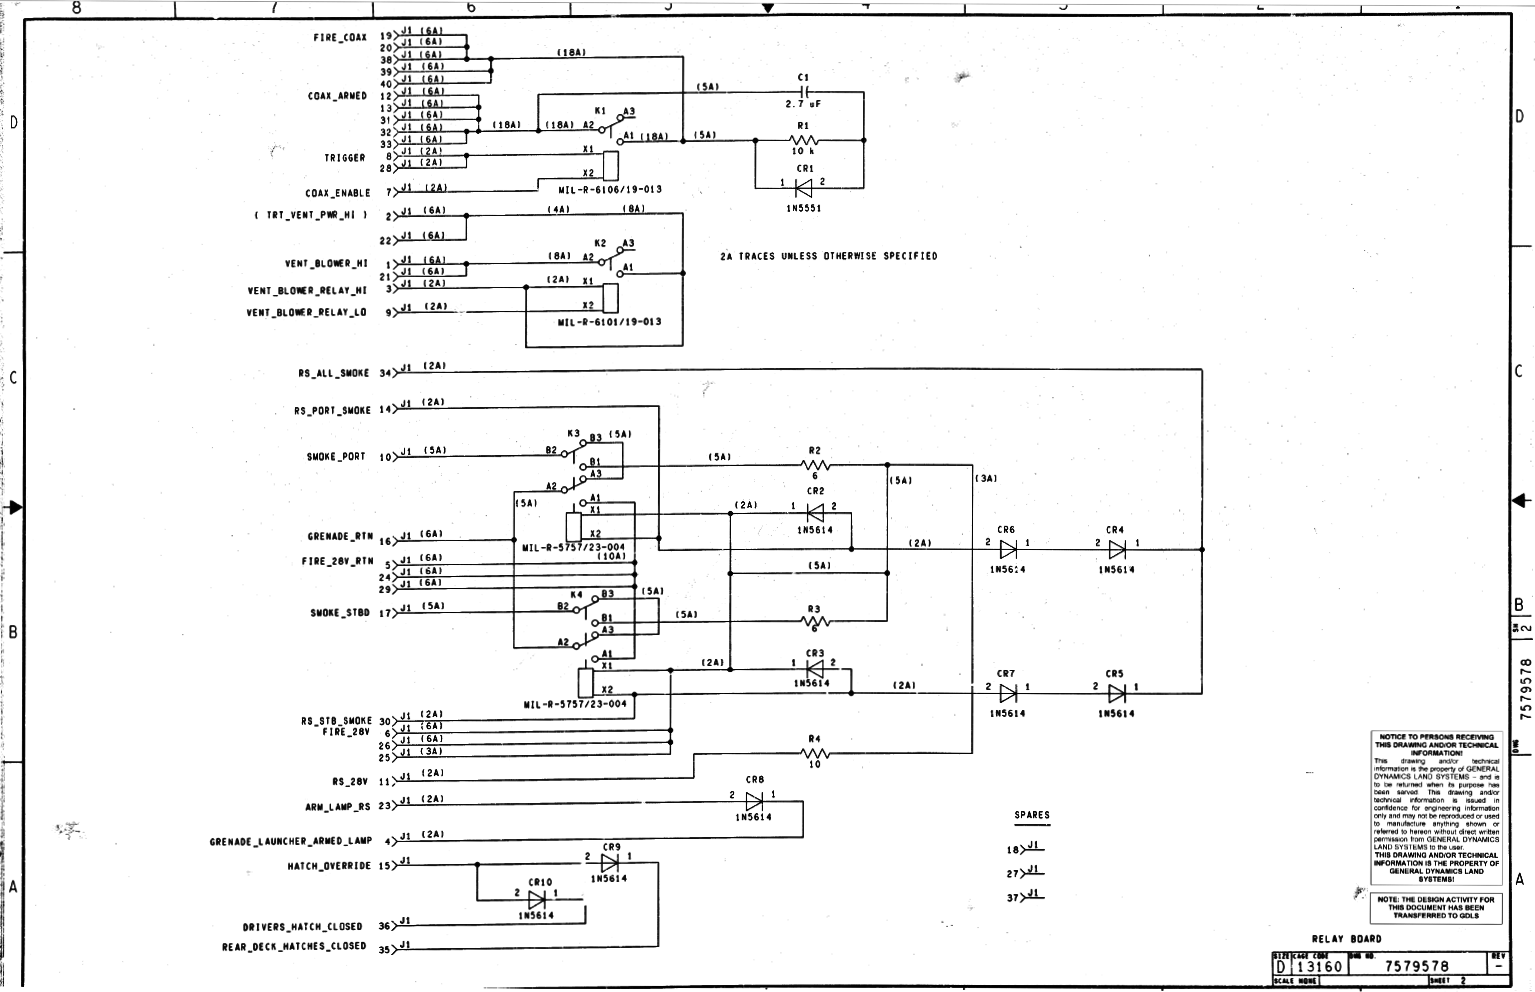 8 7 6 5 4 3 2 1
D
C
B
A
D
C
B
A
FIRE_COAX 19 J1 (6A)
20 J1 (6A)
38 J1 (6A)
39 J1 (6A)
40 J1 (6A)
(18A)
COAX_ARMED 12 J1 (6A)
13 J1 (6A)
31 J1 (6A)
32 J1 (6A)
33 J1 (6A)
(18A) (18A) A2 K1 A3
A1 (18A) (5A)
(5A) C1
2.7 uF
R1
10 k
CR1
1 2
1N5551
TRIGGER 8 J1 (2A) X1
28 J1 (2A)
X2
COAX_ENABLE 7 J1 (2A)
MIL-R-6106/19-013
( TRT_VENT_PWR_HI ) 2 J1 (6A) (4A) (8A)
22 J1 (6A)
K2 A3
VENT_BLOWER_HI 1 J1 (6A) (8A) A2
A1
21 J1 (6A)
VENT_BLOWER_RELAY_HI 3 J1 (2A) (2A) X1
VENT_BLOWER_RELAY_LO 9 J1 (2A) X2
MIL-R-6101/19-013
2A TRACES UNLESS OTHERWISE SPECIFIED
RS_ALL_SMOKE 34 J1 (2A)
RS_PORT_SMOKE 14 J1 (2A)
K3 B3 (5A)
SMOKE_PORT 10 J1 (5A) B2
B1 (5A) R2
6
A3
A2
(5A)
A1
X1 (2A) 1 CR2 2
1N5614
X2
(5A) (3A)
GRENADE_RTN 16 J1 (6A)
MIL-R-5757/23-004
(10A)
FIRE_28V_RTN 5 J1 (6A)
24 J1 (6A)
29 J1 (6A)
(2A) 2 CR6 1
1N5614
2 CR4 1
1N5614
(5A)
K4 B3 (5A)
SMOKE_STBD 17 J1 (5A) B2
B1 (5A) R3
6
A3
A2
A1
X1 (2A) 1 CR3 2
1N5614
X2
(2A) 2 CR7 1
1N5614
2 CR5 1
1N5614
MIL-R-5757/23-004
RS_STB_SMOKE 30 J1 (2A)
FIRE_28V 6 J1 (6A)
26 J1 (6A)
25 J1 (3A)
R4
10
RS_28V 11 J1 (2A)
ARM_LAMP_RS 23 J1 (2A) 2 CR8 1
1N5614
GRENADE_LAUNCHER_ARMED_LAMP 4 J1 (2A)
HATCH_OVERRIDE 15 J1 2 CR9 1
1N5614
2 CR10 1
1N5614
DRIVERS_HATCH_CLOSED 36 J1
REAR_DECK_HATCHES_CLOSED 35 J1
SPARES
18 J1
27 J1
37 J1
SH 2
7579578
DWG
NOTICE TO PERSONS RECEIVING
THIS DRAWING AND/OR TECHNICAL
INFORMATION!
This drawing and/or technical
information is the property of GENERAL
DYNAMICS LAND SYSTEMS - and is
to be returned when its purpose has
been served. This drawing and/or
technical information is issued in
confidence for engineering information
only and may not be reproduced or used
to manufacture anything shown or
referred to hereon without direct written
permission from GENERAL DYNAMICS
LAND SYSTEMS to the user.
THIS DRAWING AND/OR TECHNICAL
INFORMATION IS THE PROPERTY OF
GENERAL DYNAMICS LAND
SYSTEMS!
NOTE: THE DESIGN ACTIVITY FOR
THIS DOCUMENT HAS BEEN
TRANSFERRED TO GDLS
RELAY BOARD
SIZE D
CAGE CODE 13160
DWG NO. 7579578
REV -
SCALE NONE
SHEET 2